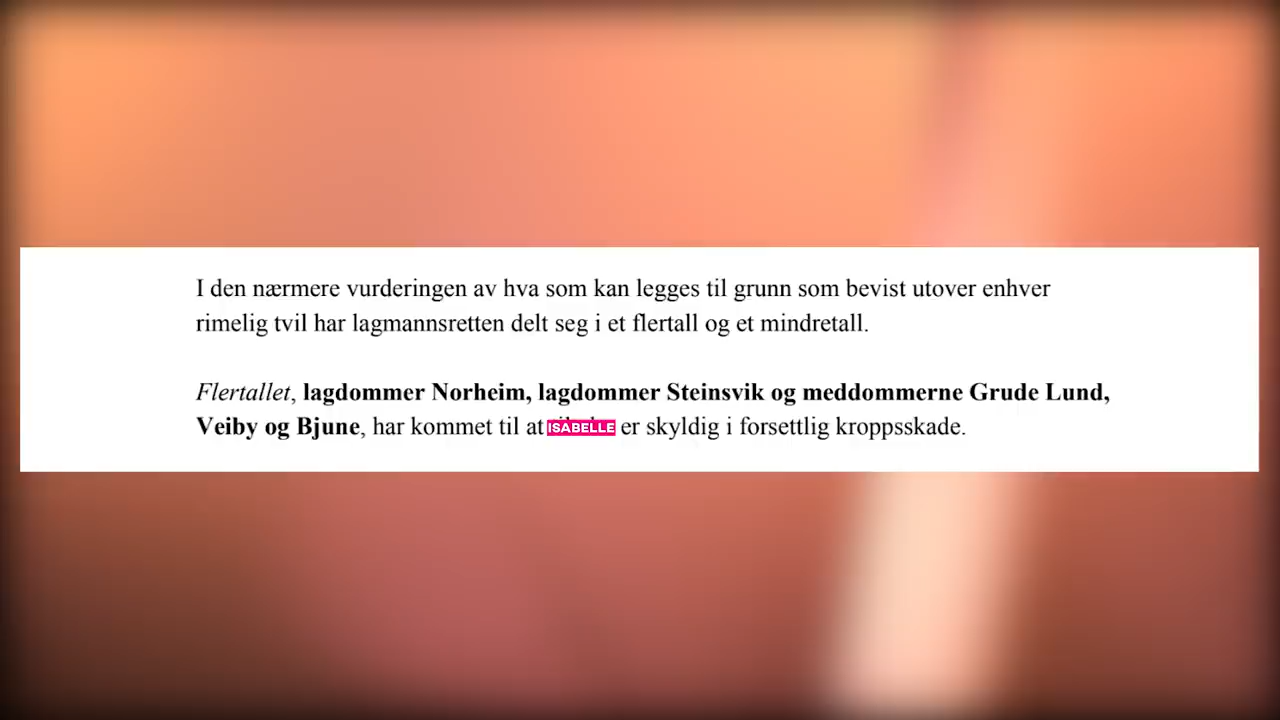 I den nærmere vurderingen av hva som kan legges til grunn som bevist utover enhver
rimelig tvil har lagmannsretten delt seg i et flertall og et mindretall.
Flertallet, lagdommer Norheim, lagdommer Steinsvik og meddommerne Grude Lund,
Veiby og Bjune, har kommet til at ISABELLE er skyldig i forsettlig kroppsskade.